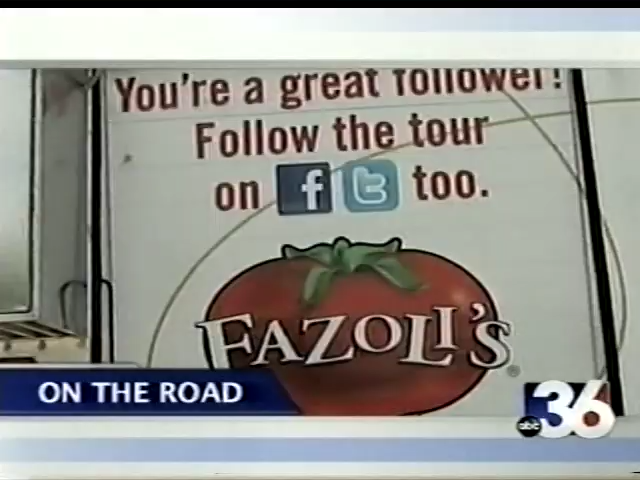 You're a great follower!
Follow the tour
on f t too.
FAZOLI'S
ON THE ROAD
abc 36